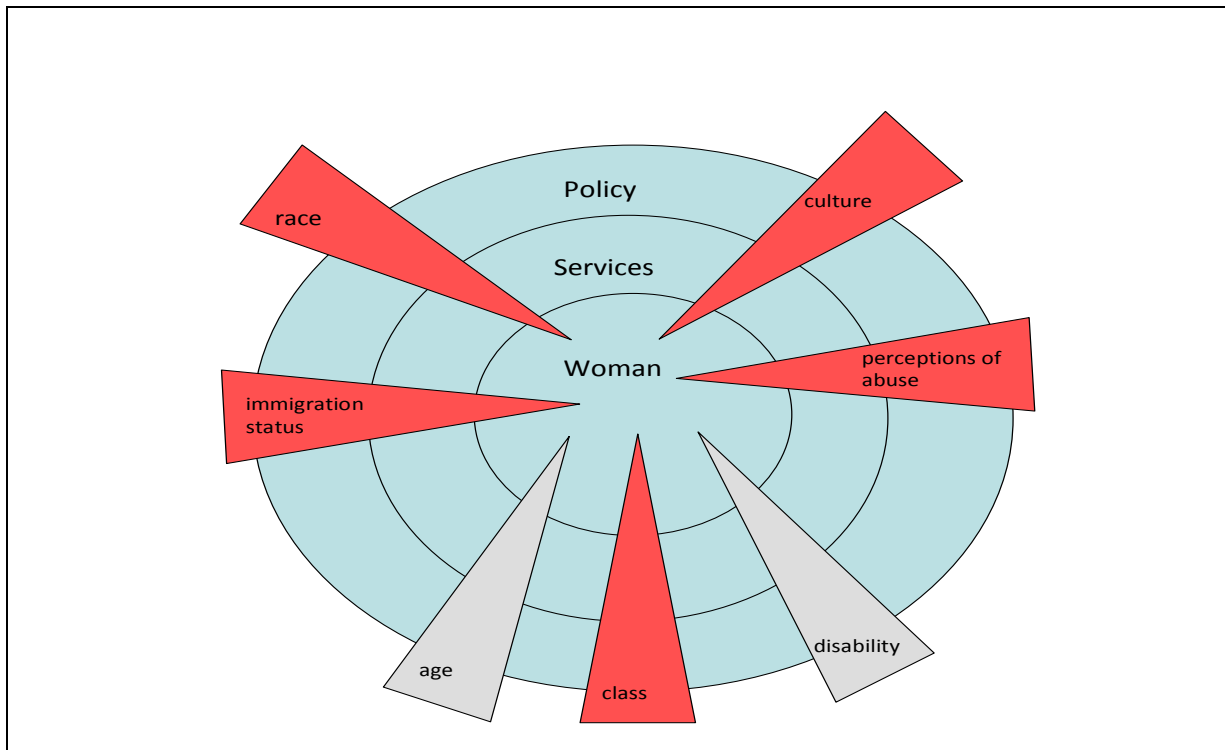 Policy
culture
race
Services
perceptions of
abuse
Woman
immigration
status
disability
age
class